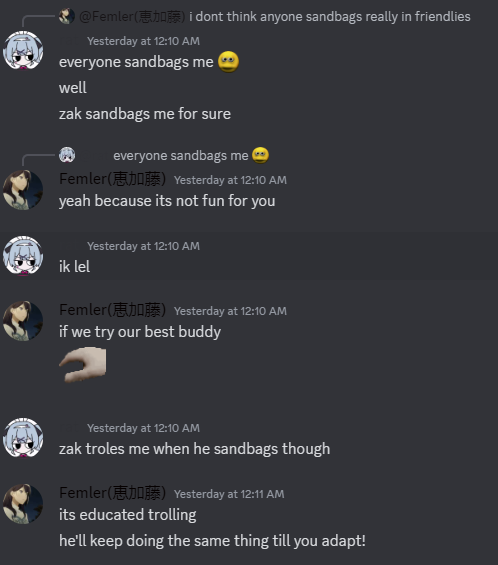 @Femler(惠加藤) i dont think anyone sandbags really in friendlies
Yesterday at 12:10 AM
everyone sandbags me
well
zak sandbags me for sure
everyone sandbags me
Femler(惠加藤) Yesterday at 12:10 AM
yeah because its not fun for you
Yesterday at 12:10 AM
ik lel
Femler(惠加藤) Yesterday at 12:10 AM
if we try our best buddy
Yesterday at 12:10 AM
zak troles me when he sandbags though
Femler(惠加藤) Yesterday at 12:11 AM
its educated trolling
he'll keep doing the same thing till you adapt!